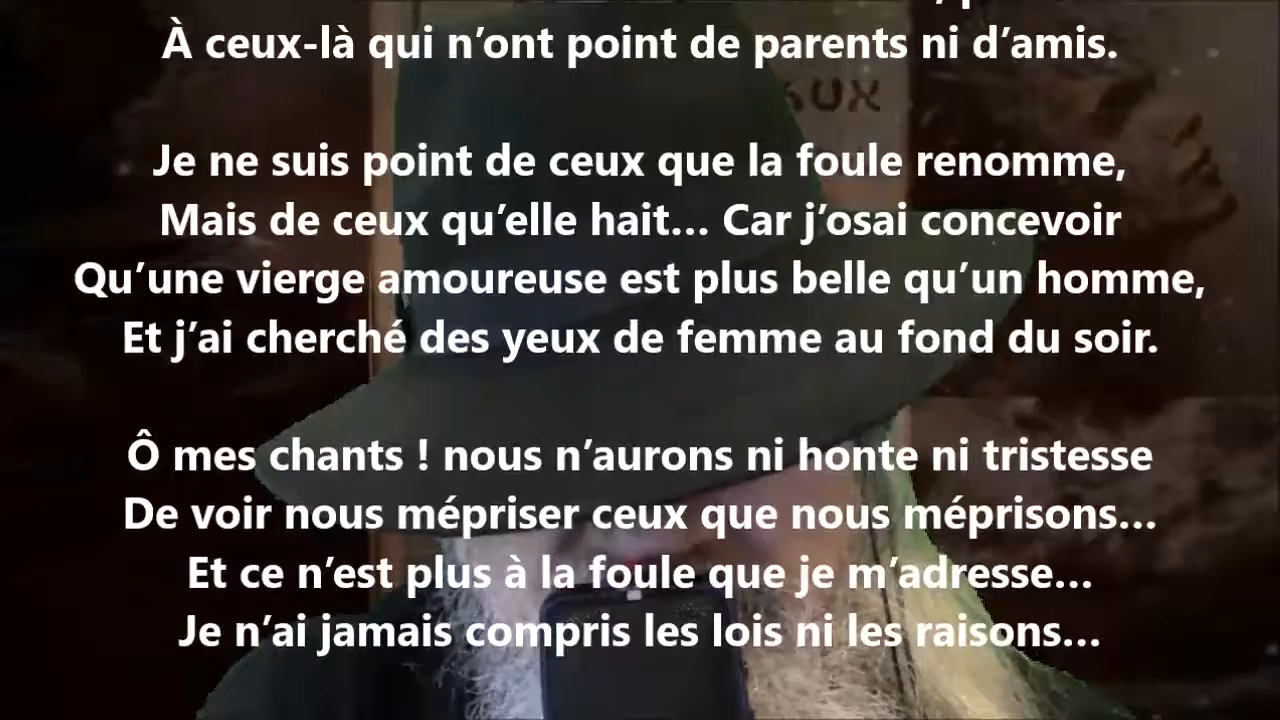 À ceux-là qui n’ont point de parents ni d’amis.
Je ne suis point de ceux que la foule renomme,
Mais de ceux qu’elle hait… Car j’osai concevoir
Qu’une vierge amoureuse est plus belle qu’un homme,
Et j’ai cherché des yeux de femme au fond du soir.
Ô mes chants ! nous n’aurons ni honte ni tristesse
De voir nous mépriser ceux que nous méprisons…
Et ce n’est plus à la foule que je m’adresse…
Je n’ai jamais compris les lois ni les raisons…